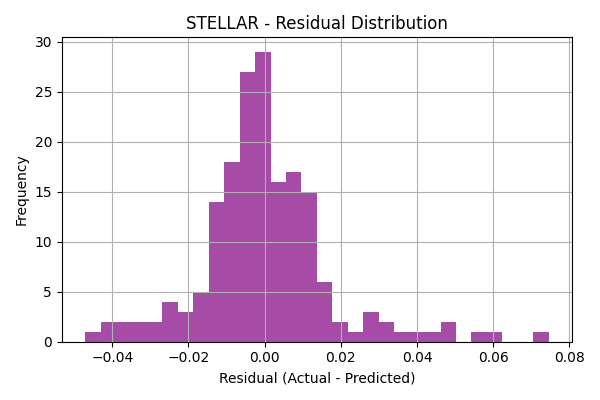 STELLAR - Residual Distribution
30
25
20
15
10
5
0
Frequency
−0.04 −0.02 0.00 0.02 0.04 0.06 0.08
Residual (Actual - Predicted)